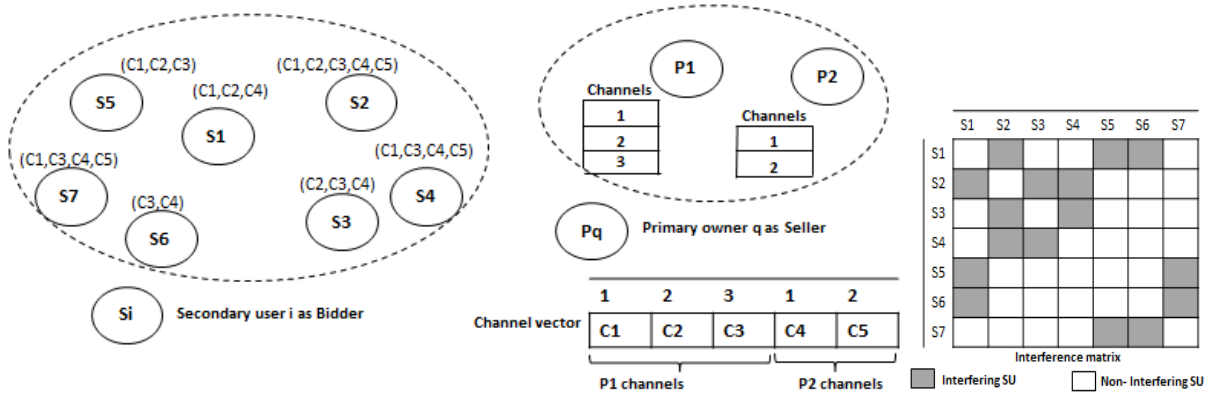 (C1,C2,C3)
(C1,C2,C3,C4,C5)
(C1,C2,C4)
S5
S2
S1
(C1,C3,C4,C5)
(C1,C3,C4,C5)
(C2,C3,C4)
(C3,C4)
S7
S4
S3
S6
Si Secondary user i as Bidder
P1
P2
Channels
1
2
3
Channels
1
2
Pq Primary owner q as Seller
1 2 3 1 2
Channel vector C1 C2 C3 C4 C5
P1 channels P2 channels
S1 S2 S3 S4 S5 S6 S7
S1
S2
S3
S4
S5
S6
S7
Interference matrix
Interfering SU Non- Interfering SU